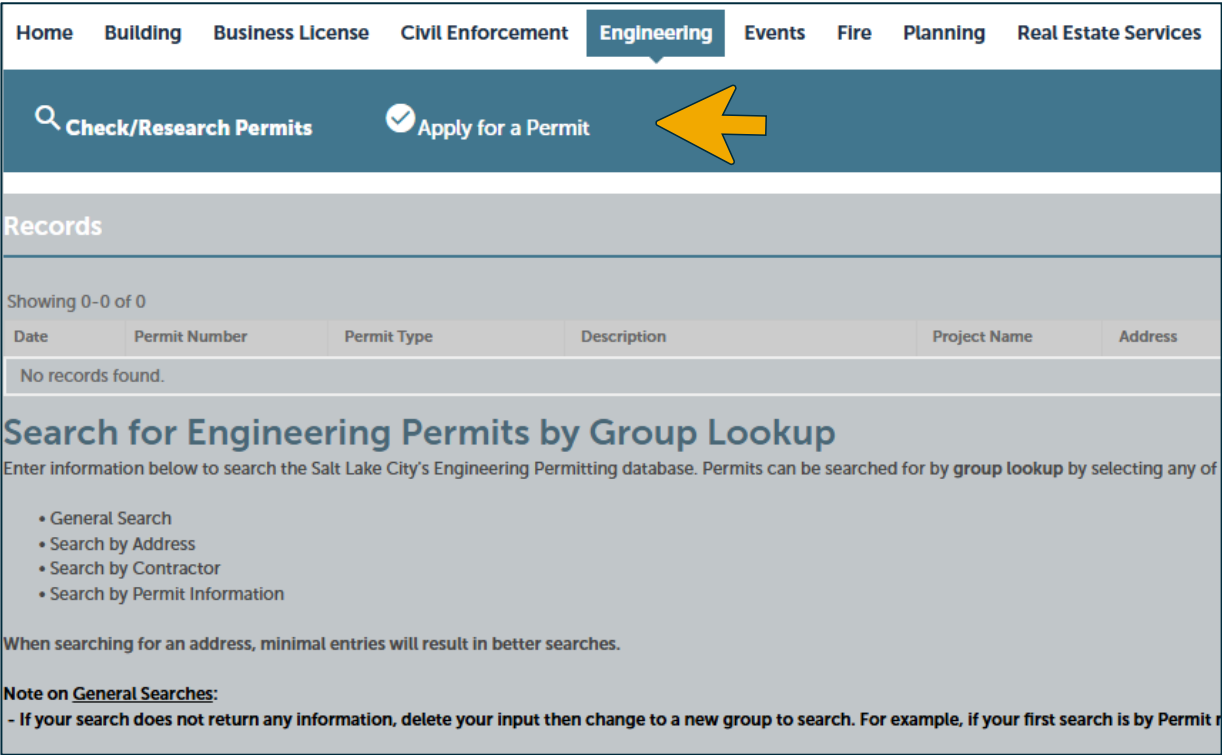 Home Building Business License Civil Enforcement Engineering Events Fire Planning Real Estate Services
Check/Research Permits Apply for a Permit
Records
Showing 0-0 of 0
Date Permit Number Permit Type Description Project Name Address
No records found.
Search for Engineering Permits by Group Lookup
Enter information below to search the Salt Lake City's Engineering Permitting database. Permits can be searched for by group lookup by selecting any of
• General Search
• Search by Address
• Search by Contractor
• Search by Permit Information
When searching for an address, minimal entries will result in better searches.
Note on General Searches:
- If your search does not return any information, delete your input then change to a new group to search. For example, if your first search is by Permit